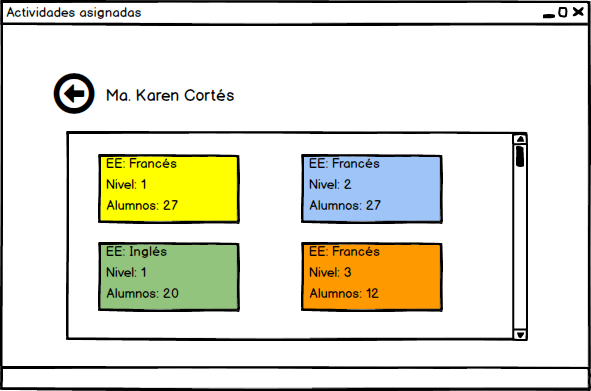 Actividades asignadas
Ma. Karen Cortés
EE: Francés
Nivel: 1
Alumnos: 27
EE: Francés
Nivel: 2
Alumnos: 27
EE: Inglés
Nivel: 1
Alumnos: 20
EE: Francés
Nivel: 3
Alumnos: 12